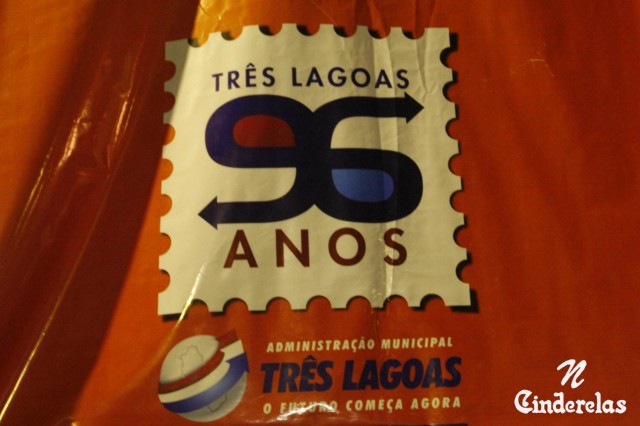 TRÊS LAGOAS
96
ANOS
ADMINISTRAÇÃO MUNICIPAL
TRÊS LAGOAS
O FUTURO COMEÇA AGORA
N
Cinderelas